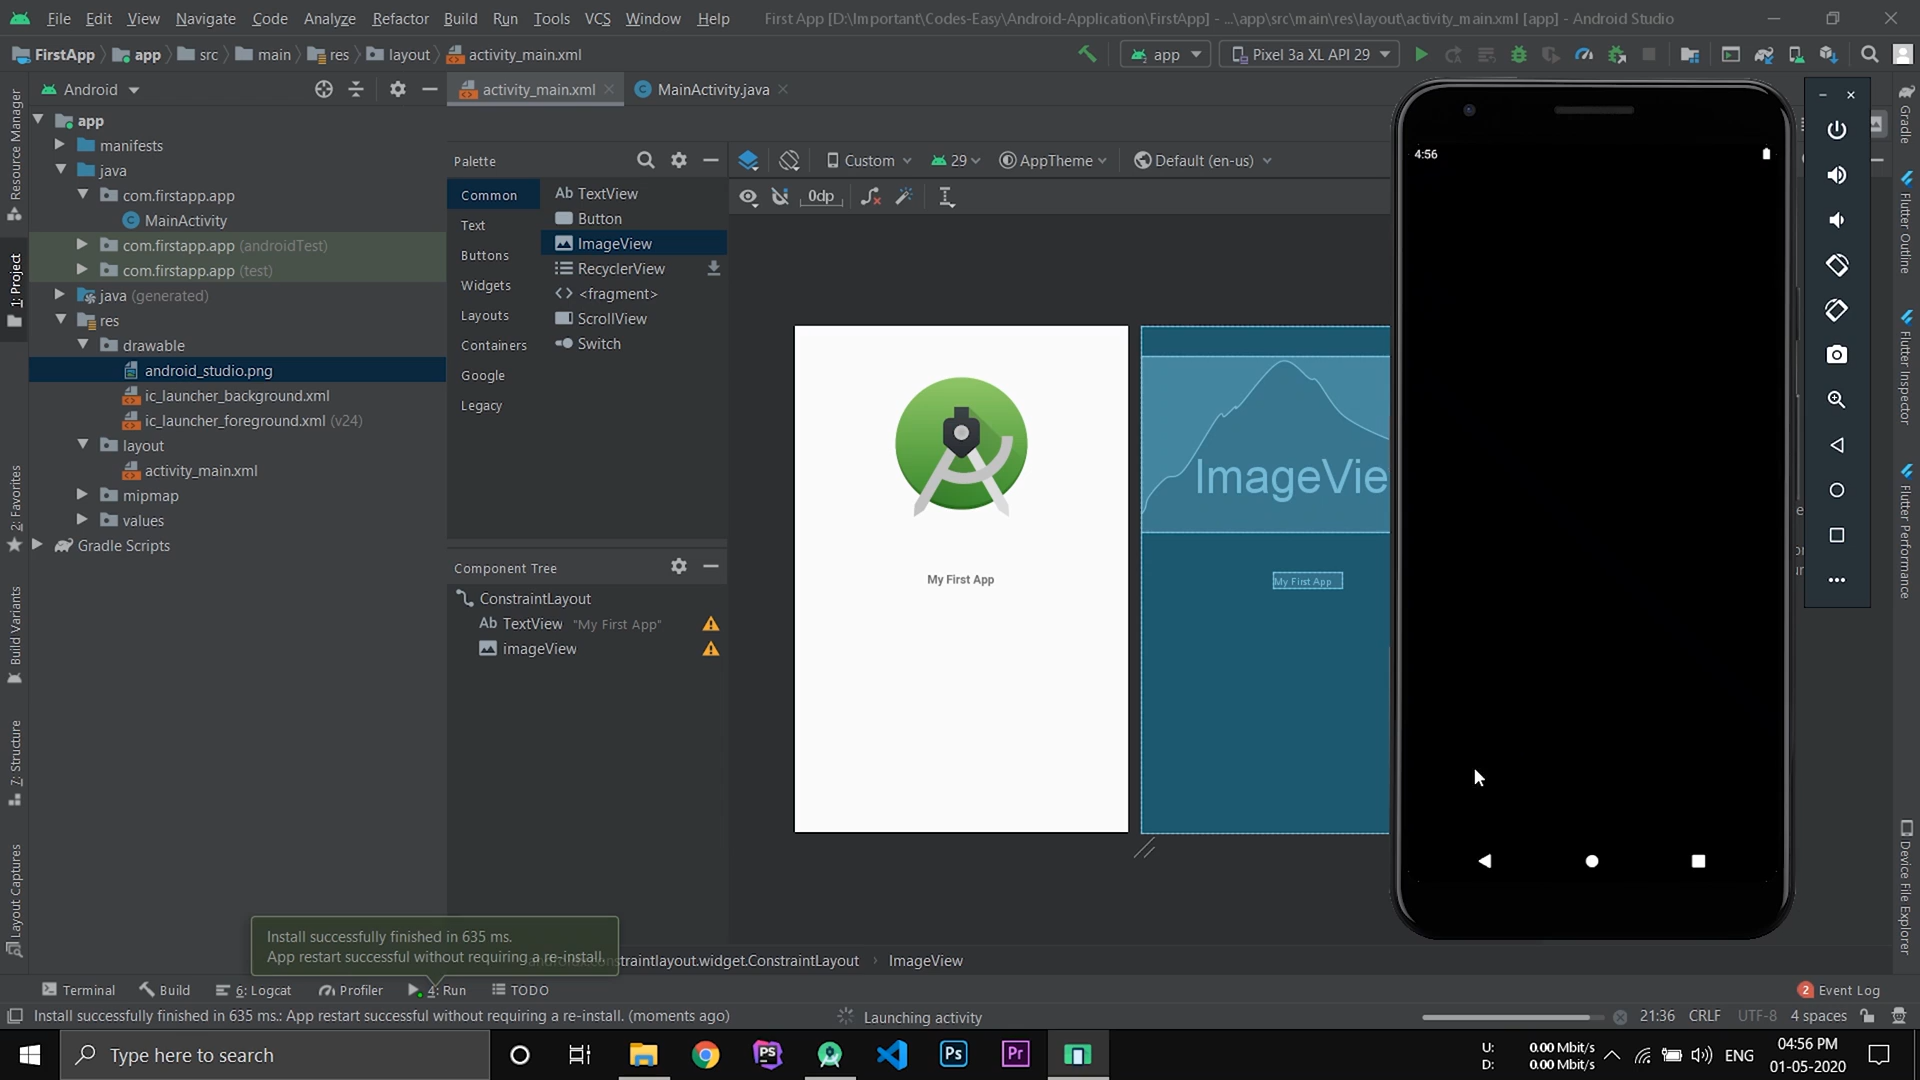 File Edit View Navigate Code Analyze Refactor Build Run Tools VCS Window Help First App [D:\Important\Codes-Easy\Android-Application\FirstApp] - ...\app\src\main\res\layout\activity_main.xml [app] - Android Studio
FirstApp app src main res layout activity_main.xml app Pixel 3a XL API 29
Android activity_main.xml MainActivity.java
Resource Manager
1: Project
2: Favorites
Build Variants
7: Structure
Layout Captures
app
manifests
java
com.firstapp.app
MainActivity
com.firstapp.app (androidTest)
com.firstapp.app (test)
java (generated)
res
drawable
android_studio.png
ic_launcher_background.xml
ic_launcher_foreground.xml (v24)
layout
activity_main.xml
mipmap
values
Gradle Scripts
Palette
Common
Text
Buttons
Widgets
Layouts
Containers
Google
Legacy
Ab TextView
Button
ImageView
RecyclerView
<fragment>
ScrollView
Switch
Component Tree
ConstraintLayout
Ab TextView "My First App"
imageView
Custom 29 AppTheme Default (en-us)
0dp
My First App
ImageVie
My First App
4:56
Gradle
Flutter Outline
Flutter Inspector
Flutter Performance
Device File Explorer
Install successfully finished in 635 ms.
App restart successful without requiring a re-install.
constraintlayout.widget.ConstraintLayout › ImageView
Terminal Build 6: Logcat Profiler 4: Run TODO 2 Event Log
Install successfully finished in 635 ms.: App restart successful without requiring a re-install. (moments ago) Launching activity 21:36 CRLF UTF-8 4 spaces
Type here to search
PS
Ps
Pr
U: 0.00 Mbit/s
D: 0.00 Mbit/s
ENG
04:56 PM
01-05-2020